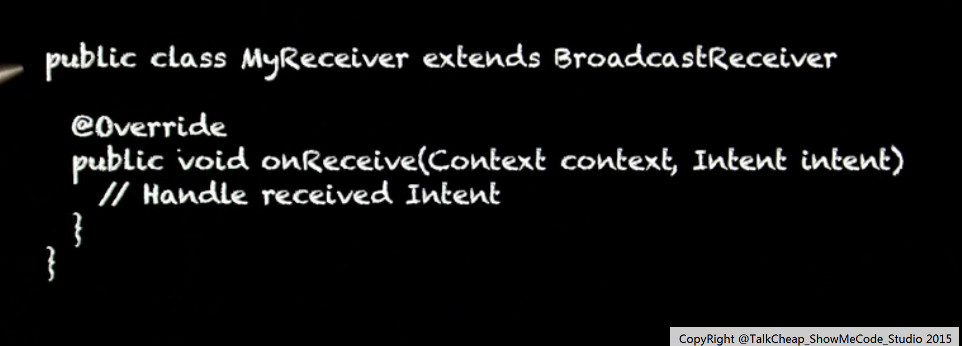 public class MyReceiver extends BroadcastReceiver
@Override
public void onReceive(Context context, Intent intent)
// Handle received Intent
}
}
CopyRight @TalkCheap_ShowMeCode_Studio 2015